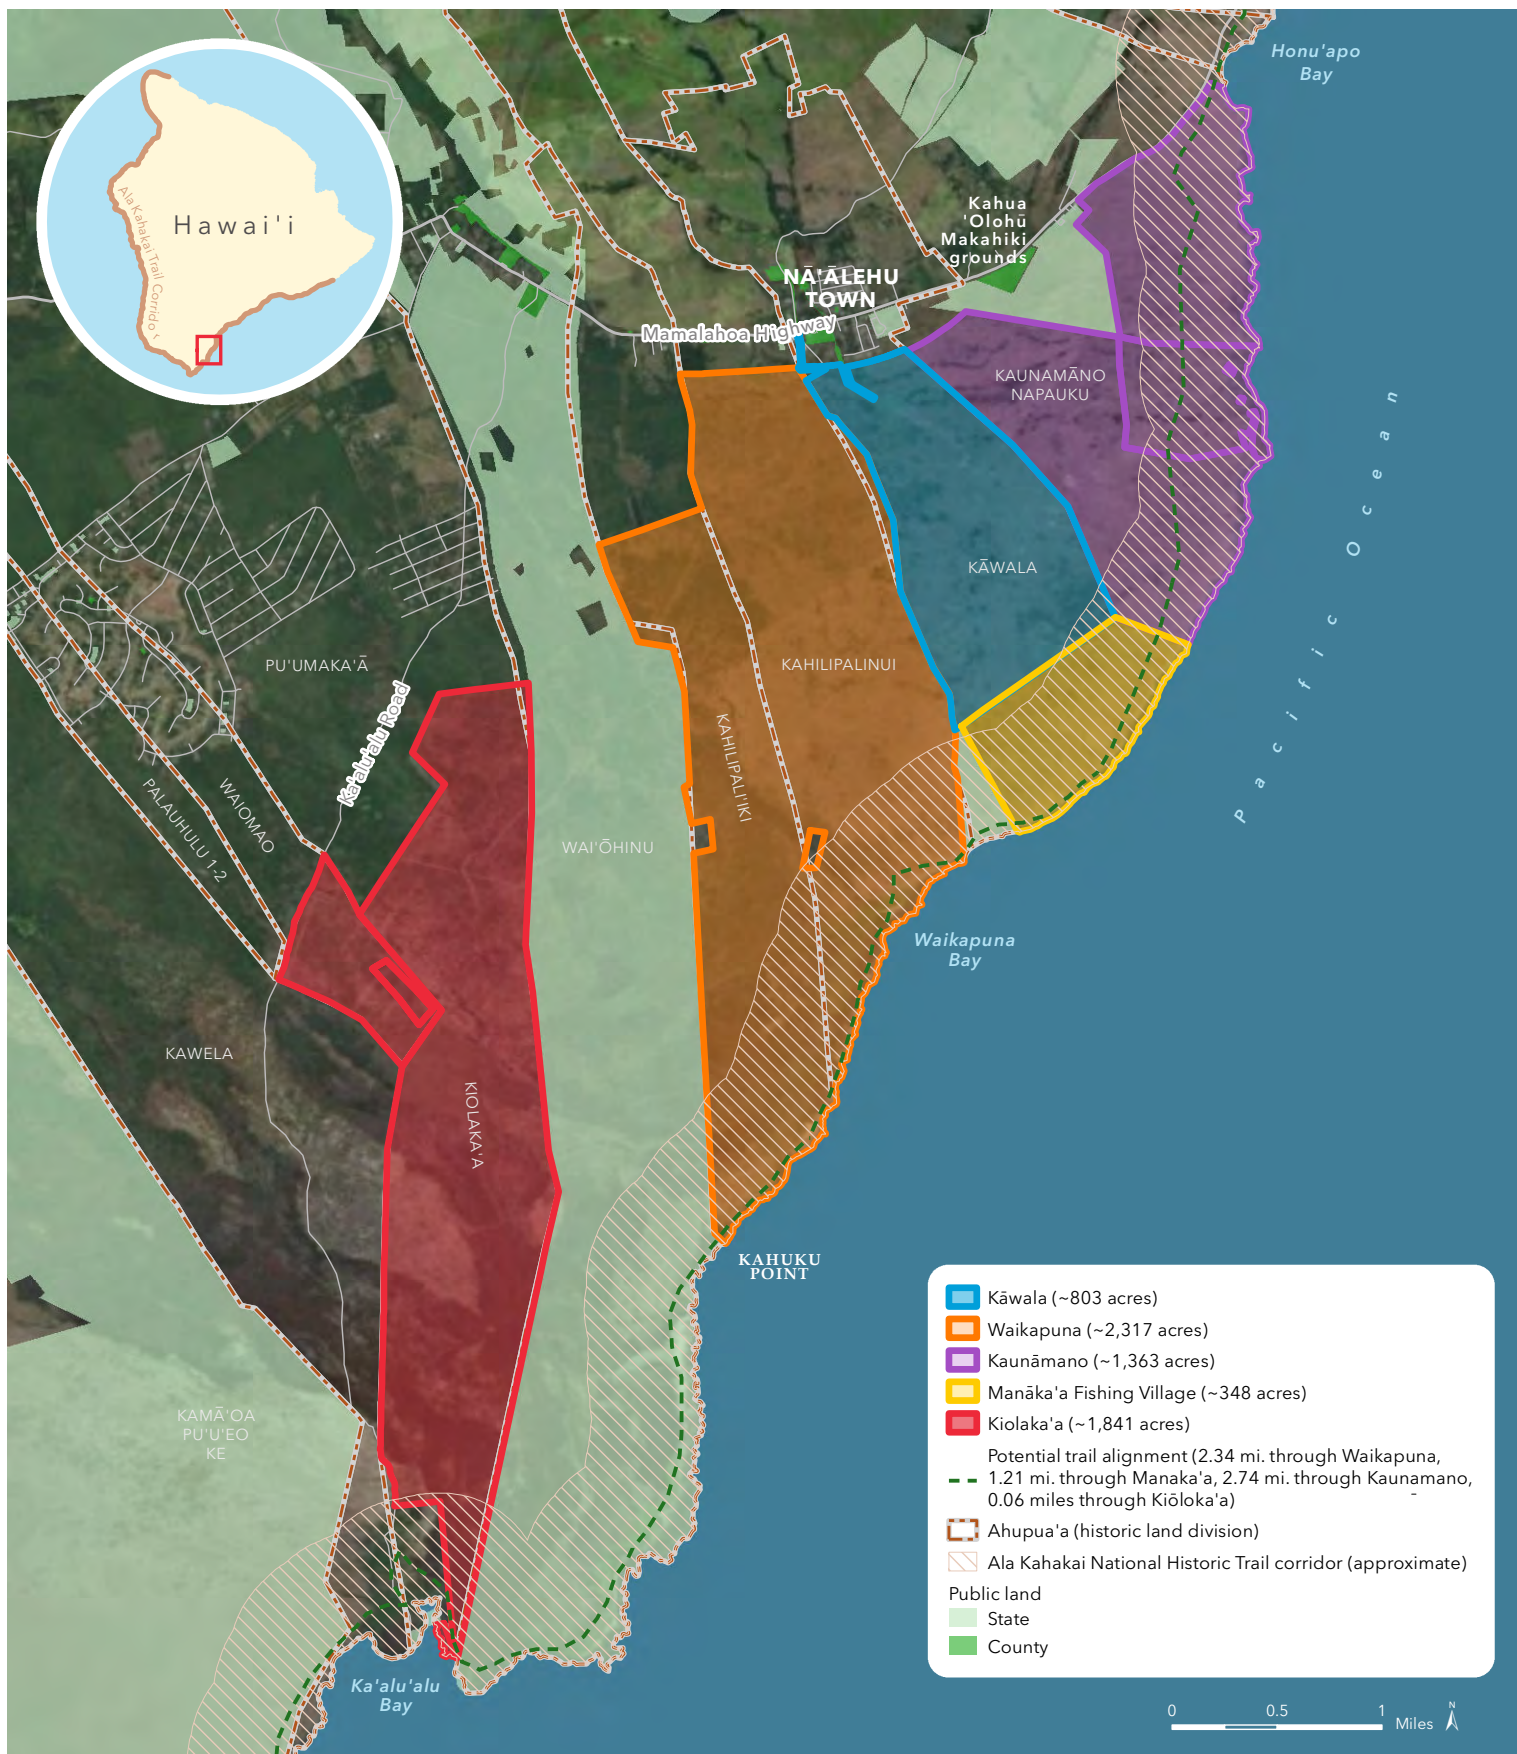 Honu'apo
Bay
Hawai'i
Ala Kahakai Trail Corridor
Kahua
'Olohū
Makahiki
grounds
NĀ'ĀLEHU
TOWN
Mamalahoa Highway
KAUNAMĀNO
NAPAUKU
Pacific Ocean
KĀWALA
PU'UMAKA'Ā
KAHILIPALINUI
Ka'alu'alu Road
KAHILIPALI'IKI
WAIOMAO
PALAUHULU 1-2
WAI'ŌHINU
Waikapuna
Bay
KAWELA
KIOLAKA'A
KAHUKU
POINT
KAMĀ'OA
PU'U'EO
KE
Ka'alu'alu
Bay
Kāwala (~803 acres)
Waikapuna (~2,317 acres)
Kaunāmano (~1,363 acres)
Manāka'a Fishing Village (~348 acres)
Kiolaka'a (~1,841 acres)
Potential trail alignment (2.34 mi. through Waikapuna,
1.21 mi. through Manaka'a, 2.74 mi. through Kaunamano,
0.06 miles through Kiōloka'a)
Ahupua'a (historic land division)
Ala Kahakai National Historic Trail corridor (approximate)
Public land
State
County
0 0.5 1 Miles N